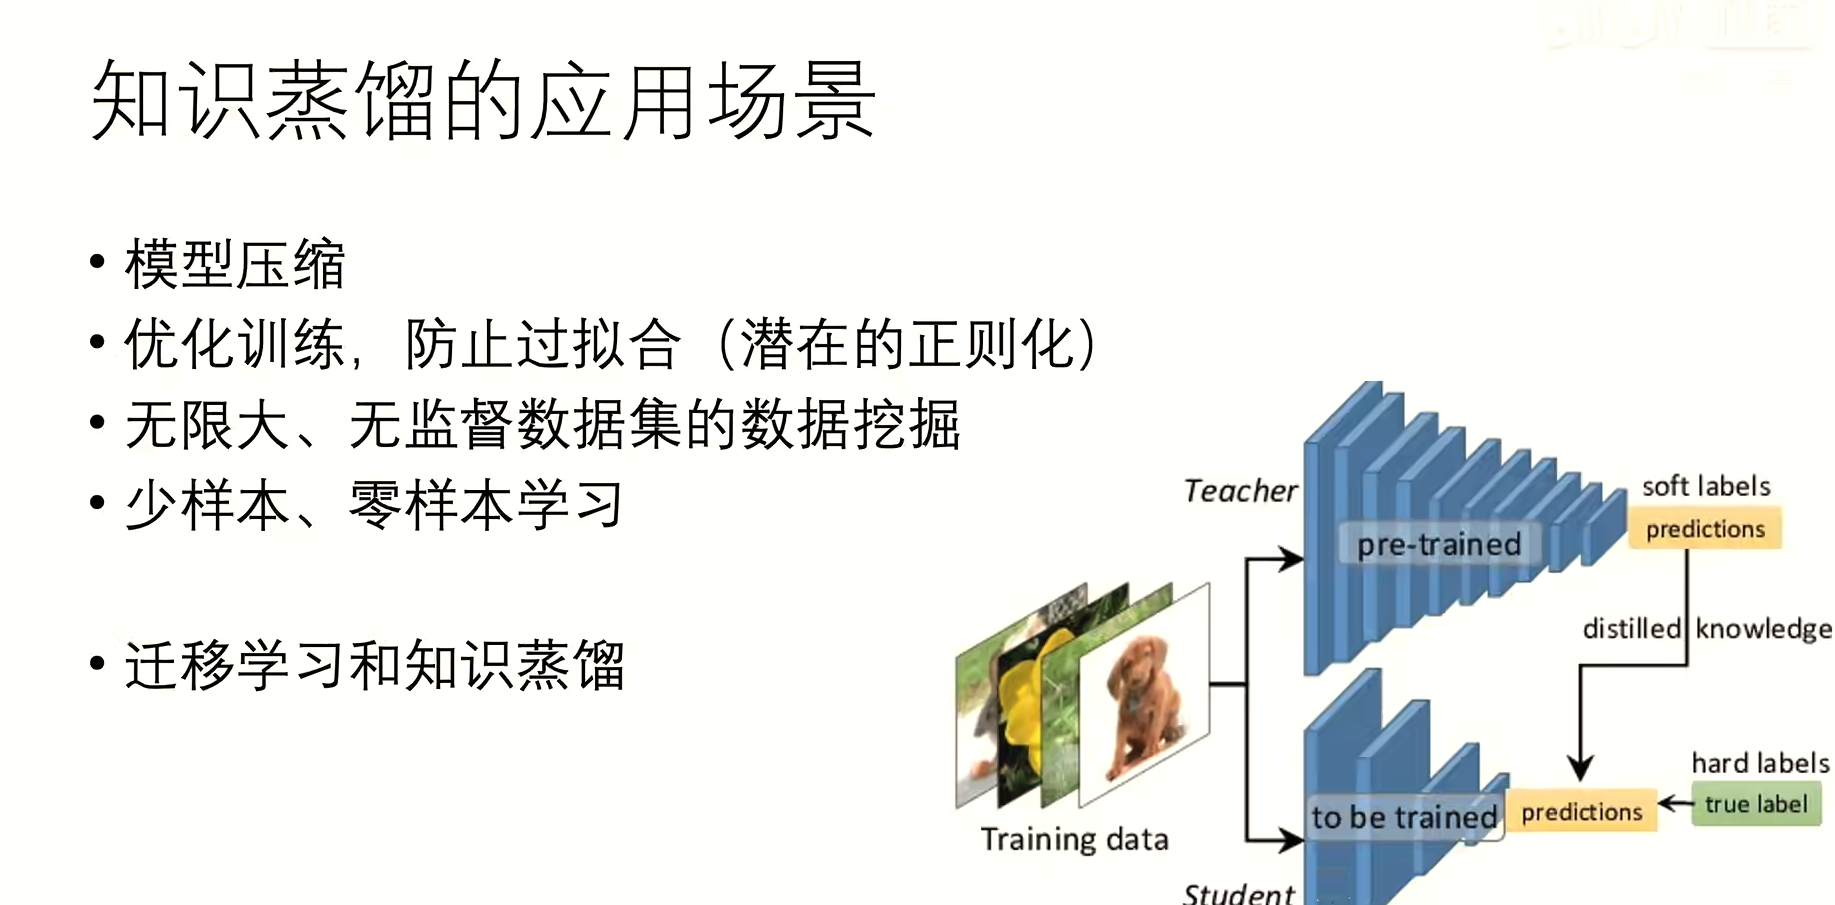 知识蒸馏的应用场景
• 模型压缩
• 优化训练，防止过拟合（潜在的正则化）
• 无限大、无监督数据集的数据挖掘
• 少样本、零样本学习
• 迁移学习和知识蒸馏
Teacher
pre-trained
soft labels
predictions
distilled knowledge
Training data
to be trained
predictions
hard labels
true label
Student